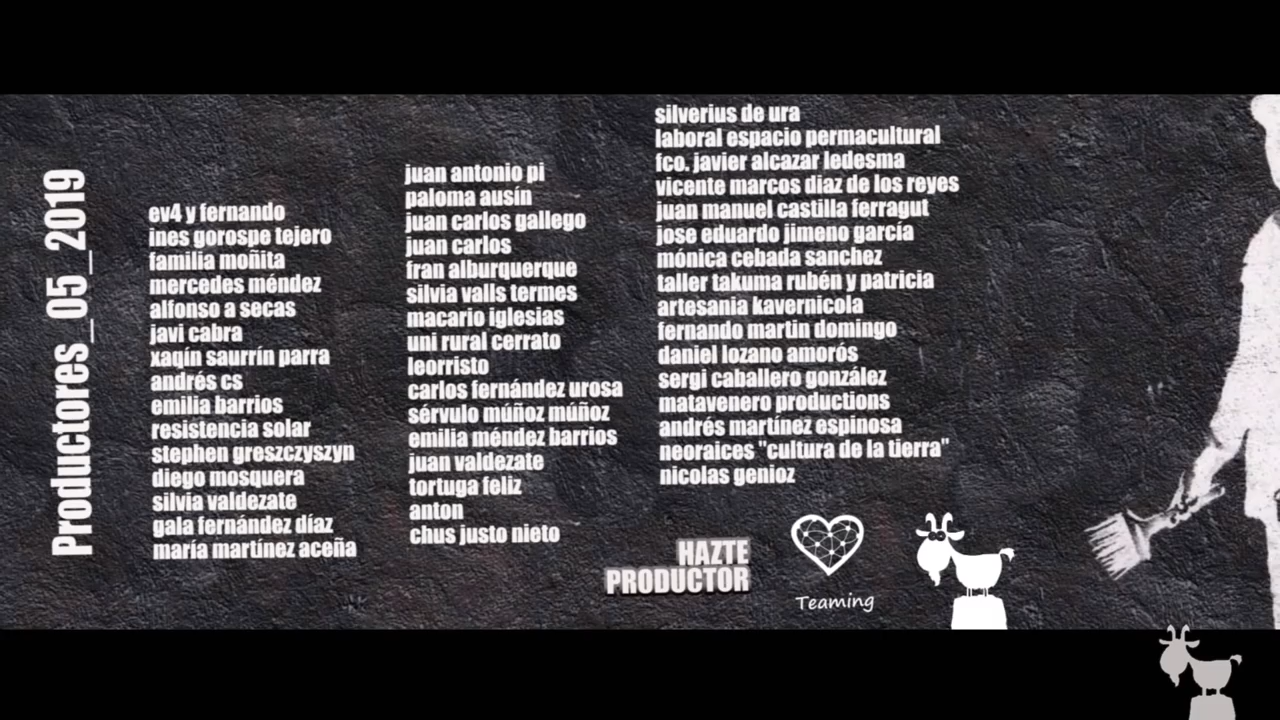 Productores_05_2019
ev4 y fernando
ines gorospe tejero
familia moñita
mercedes méndez
alfonso a secas
javi cabra
xaqín saurrín parra
andrés cs
emilia barrios
resistencia solar
stephen greszczyszyn
diego mosquera
silvia valdezate
gala fernández díaz
maría martínez aceña
juan antonio pi
paloma ausín
juan carlos gallego
juan carlos
fran alburquerque
silvia valls termes
macario iglesias
uni rural cerrato
leorristo
carlos fernández urosa
sérvulo múñoz múñoz
emilia méndez barrios
juan valdezate
tortuga feliz
anton
chus justo nieto
silverius de ura
laboral espacio permacultural
fco. javier alcazar ledesma
vicente marcos diaz de los reyes
juan manuel castilla ferragut
jose eduardo jimeno garcía
mónica cebada sanchez
taller takuma rubén y patricia
artesania kavernicola
fernando martin domingo
daniel lozano amorós
sergi caballero gonzález
matavenero productions
andrés martínez espinosa
neoraices "cultura de la tierra"
nicolas genioz
HAZTE
PRODUCTOR
Teaming